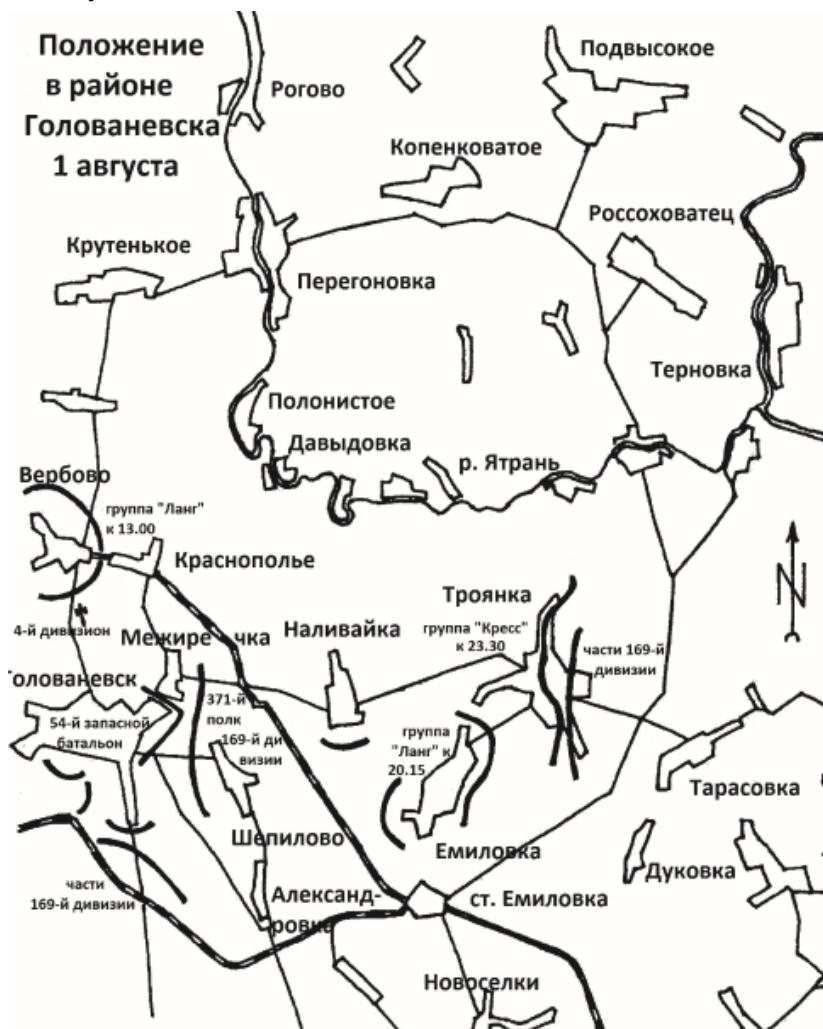 Положение
в районе
Голованевска
1 августа
Рогово
Подвысокое
Копенковатое
Россоховатец
Крутенькое
Перегоновка
Терновка
Полонистое
Давыдовка
р. Ятрань
Вербово
группа "Ланг"
к 13.00
Краснополье
Троянка
4-й дивизион
Межиречка
Наливайка
группа "Кресс"
к 23.30
части 169-й
дивизии
N
Голованевск
54-й запасной
батальон
371-й
полк
169-й ди
визии
группа
"Ланг" к
20.15
Тарасовка
Шепилово
Емиловка
Дуковка
части
169-й дивизии
Александ-
ровка
ст. Емиловка
Новоселки